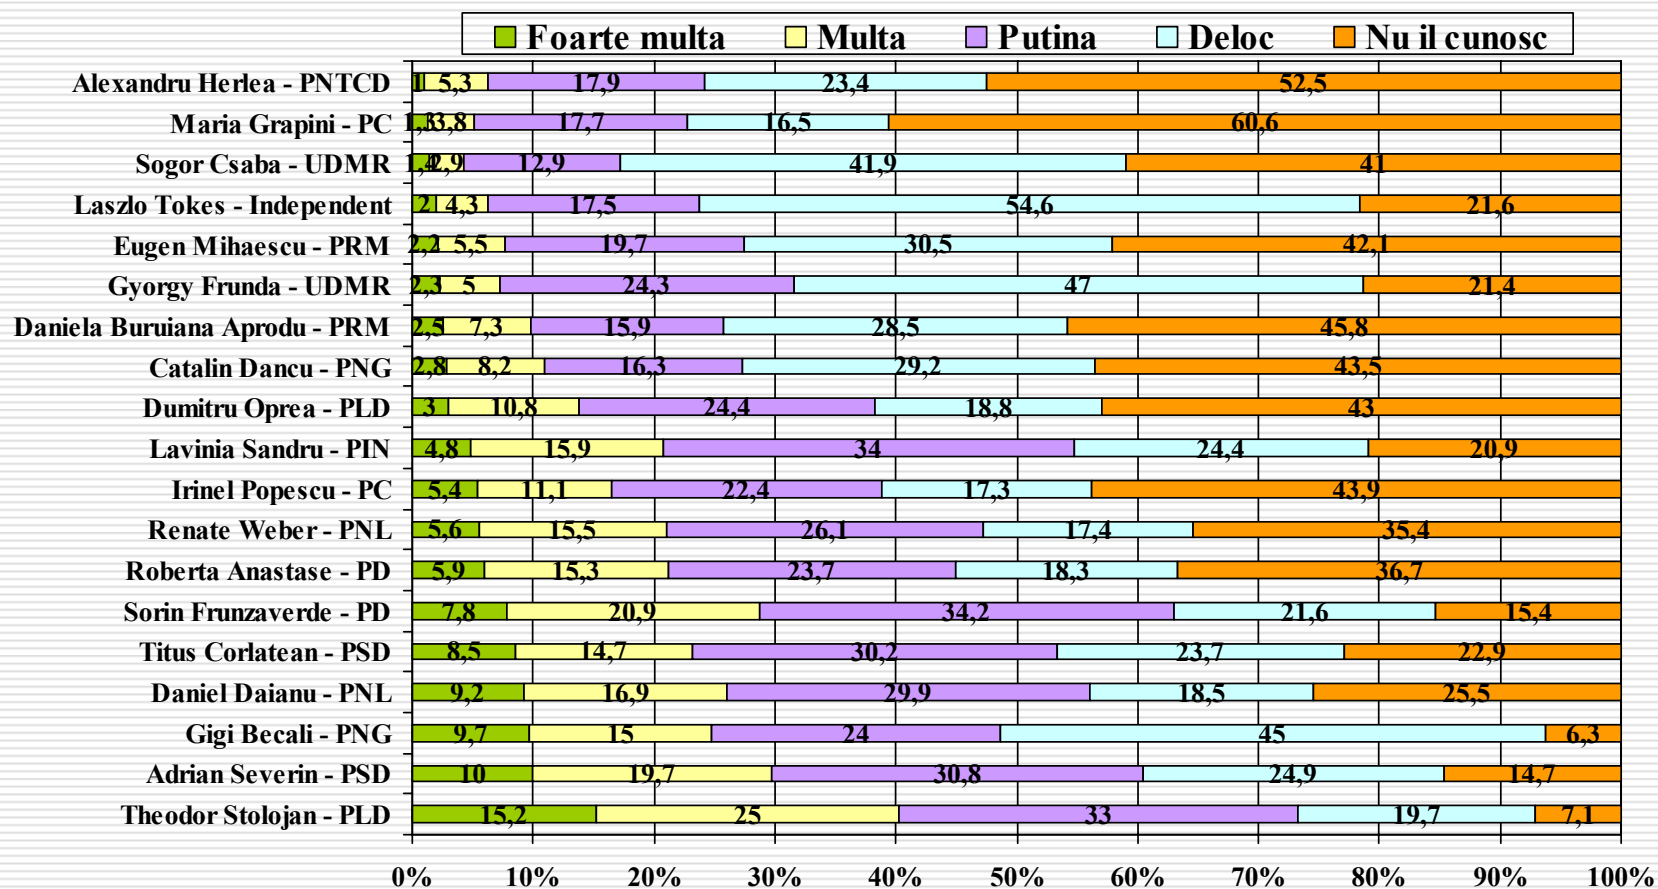 Foarte multa Multa Putina Deloc Nu il cunosc
Alexandru Herlea - PNTCD 1 5,3 17,9 23,4 52,5
Maria Grapini - PC 1,3 3,8 17,7 16,5 60,6
Sogor Csaba - UDMR 1,4 2,9 12,9 41,9 41
Laszlo Tokes - Independent 2 4,3 17,5 54,6 21,6
Eugen Mihaescu - PRM 2,2 5,5 19,7 30,5 42,1
Gyorgy Frunda - UDMR 2,3 5 24,3 47 21,4
Daniela Buruiana Aprodu - PRM 2,5 7,3 15,9 28,5 45,8
Catalin Dancu - PNG 2,8 8,2 16,3 29,2 43,5
Dumitru Oprea - PLD 3 10,8 24,4 18,8 43
Lavinia Sandru - PIN 4,8 15,9 34 24,4 20,9
Irinel Popescu - PC 5,4 11,1 22,4 17,3 43,9
Renate Weber - PNL 5,6 15,5 26,1 17,4 35,4
Roberta Anastase - PD 5,9 15,3 23,7 18,3 36,7
Sorin Frunzaverde - PD 7,8 20,9 34,2 21,6 15,4
Titus Corlatean - PSD 8,5 14,7 30,2 23,7 22,9
Daniel Daianu - PNL 9,2 16,9 29,9 18,5 25,5
Gigi Becali - PNG 9,7 15 24 45 6,3
Adrian Severin - PSD 10 19,7 30,8 24,9 14,7
Theodor Stolojan - PLD 15,2 25 33 19,7 7,1
0% 10% 20% 30% 40% 50% 60% 70% 80% 90% 100%